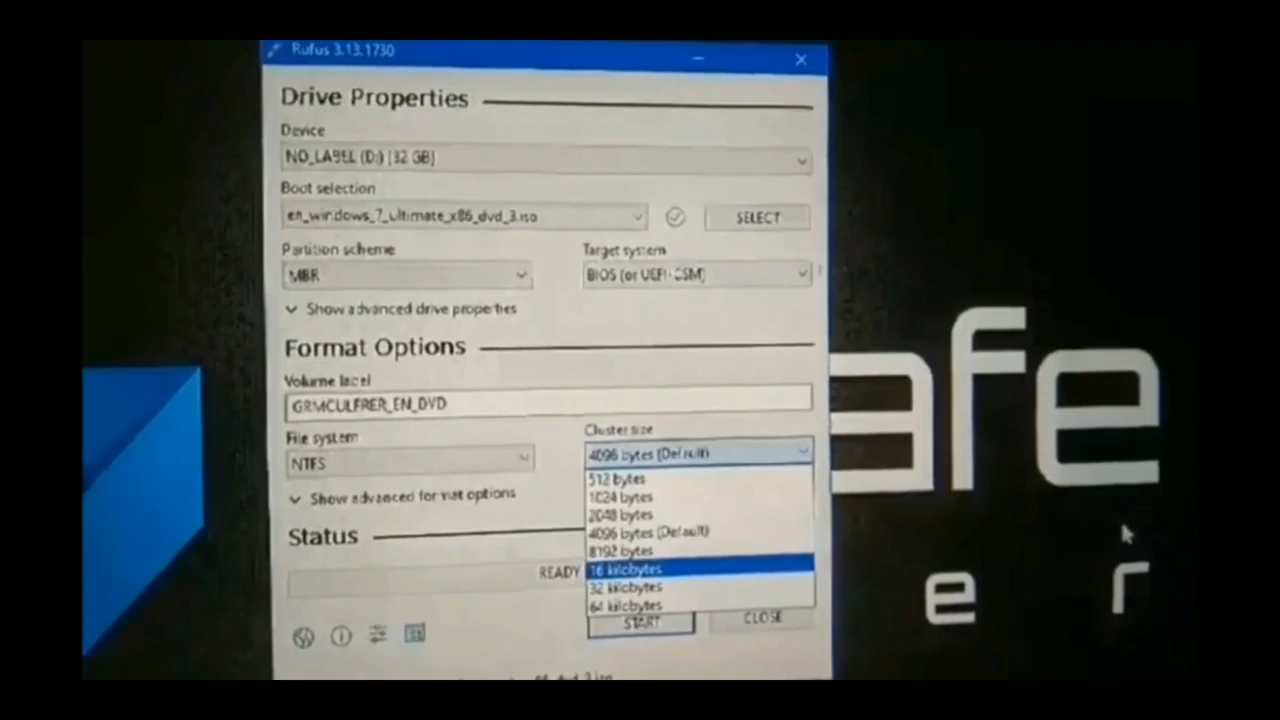 Rufus 3.13.1730
Drive Properties
Device
NO_LABEL (D:) [32 GB]
Boot selection
en_windows_7_ultimate_x86_dvd_3.iso
SELECT
Partition scheme
Target system
MBR
BIOS (or UEFI-CSM)
Show advanced drive properties
Format Options
Volume label
GRMCULFRER_EN_DVD
File system
Cluster size
NTFS
4096 bytes (Default)
512 bytes
1024 bytes
2048 bytes
4096 bytes (Default)
8192 bytes
16 kilobytes
32 kilobytes
64 kilobytes
Show advanced format options
Status
READY
START
CLOSE
afe
e r